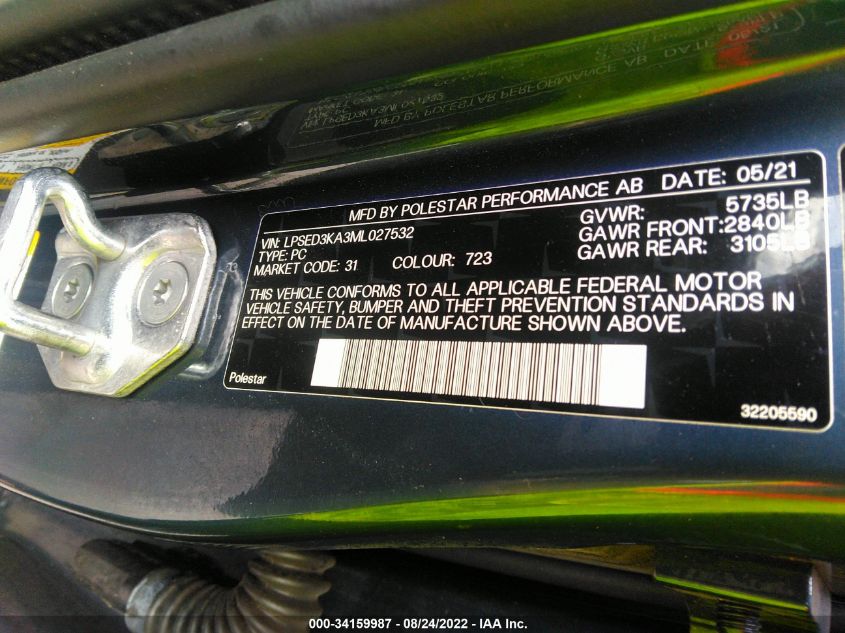 MFD BY POLESTAR PERFORMANCE AB DATE: 05/21
VIN: LPSED3KA3ML027532
TYPE: PC
MARKET CODE: 31 COLOUR: 723
GVWR: 5735LB
GAWR FRONT:2840LB
GAWR REAR: 3105LB
THIS VEHICLE CONFORMS TO ALL APPLICABLE FEDERAL MOTOR
VEHICLE SAFETY, BUMPER AND THEFT PREVENTION STANDARDS IN
EFFECT ON THE DATE OF MANUFACTURE SHOWN ABOVE.
Polestar
32205590
000-34159987 - 08/24/2022 - IAA Inc.